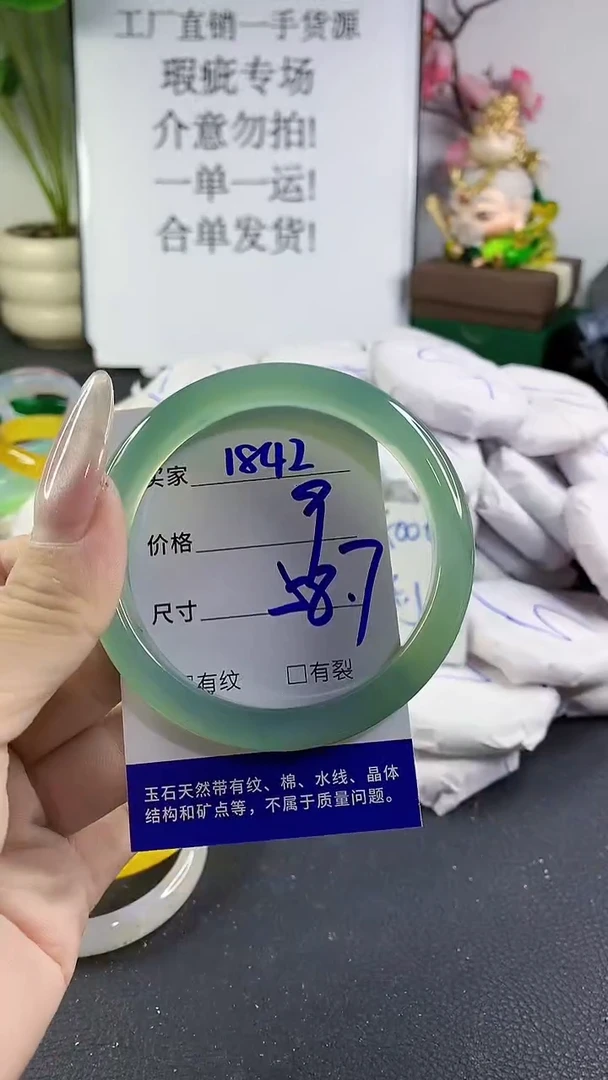 工厂直销一手货源
瑕疵专场
介意勿拍!
一单一运!
合单发货!
买家 1842
价格 9
尺寸 58.7
□有纹 □有裂
玉石天然带有纹、棉、水线、晶体
结构和矿点等，不属于质量问题。